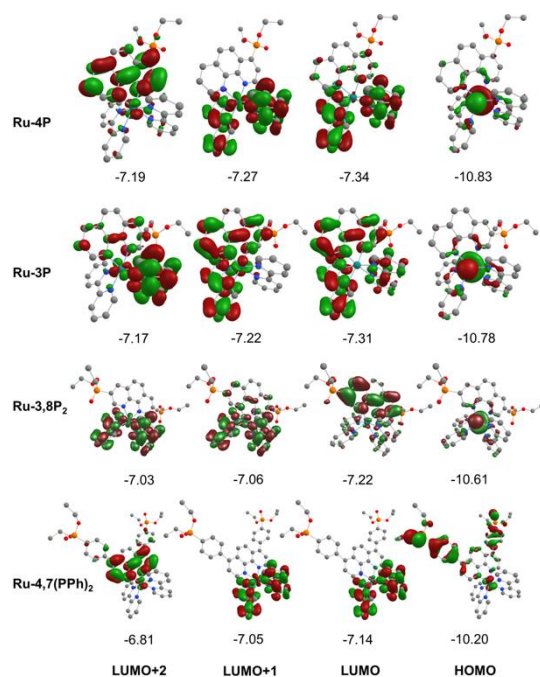 Ru-4P
-7.19 -7.27 -7.34 -10.83
Ru-3P
-7.17 -7.22 -7.31 -10.78
Ru-3,8P₂
-7.03 -7.06 -7.22 -10.61
Ru-4,7(PPh)₂
-6.81 -7.05 -7.14 -10.20
LUMO+2 LUMO+1 LUMO HOMO